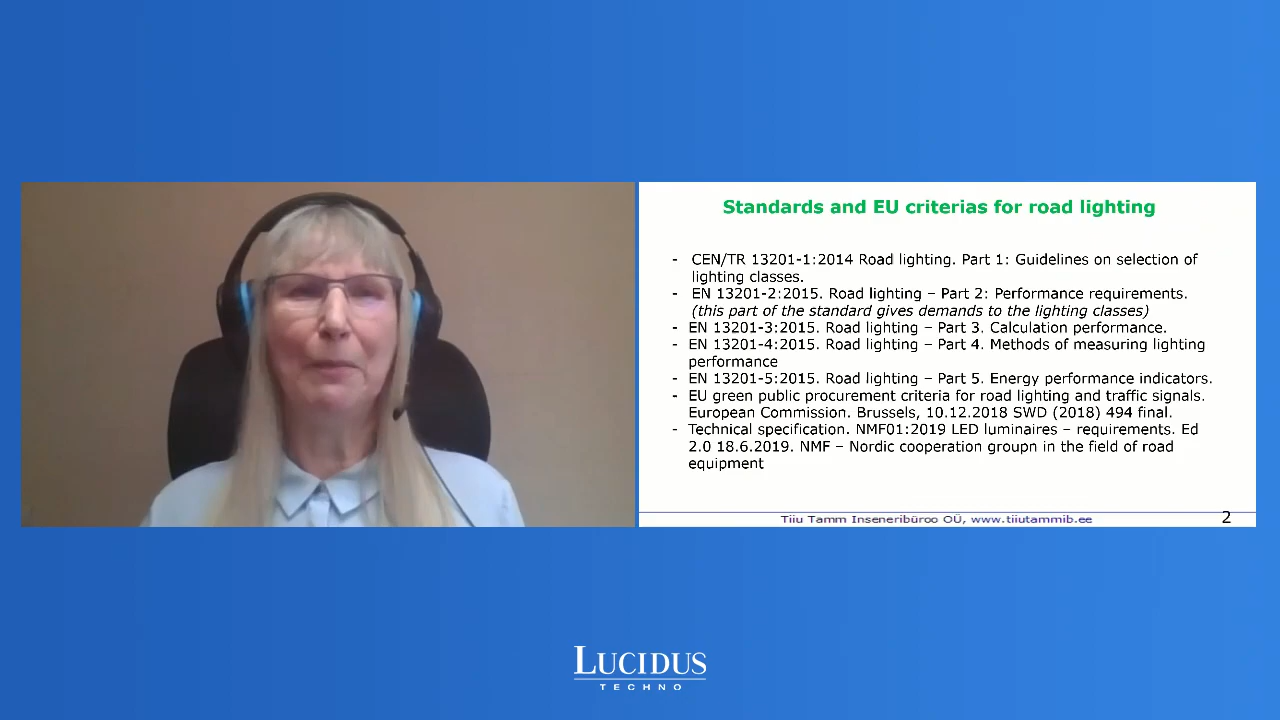 Standards and EU criterias for road lighting
- CEN/TR 13201-1:2014 Road lighting. Part 1: Guidelines on selection of
lighting classes.
- EN 13201-2:2015. Road lighting – Part 2: Performance requirements.
(this part of the standard gives demands to the lighting classes)
- EN 13201-3:2015. Road lighting – Part 3. Calculation performance.
- EN 13201-4:2015. Road lighting – Part 4. Methods of measuring lighting
performance
- EN 13201-5:2015. Road lighting – Part 5. Energy performance indicators.
- EU green public procurement criteria for road lighting and traffic signals.
European Commission. Brussels, 10.12.2018 SWD (2018) 494 final.
- Technical specification. NMF01:2019 LED luminaires – requirements. Ed
2.0 18.6.2019. NMF – Nordic cooperation groupn in the field of road
equipment
Tiiu Tamm Inseneribüroo OÜ, www.tiiutammib.ee
2
LUCIDUS
TECHNO